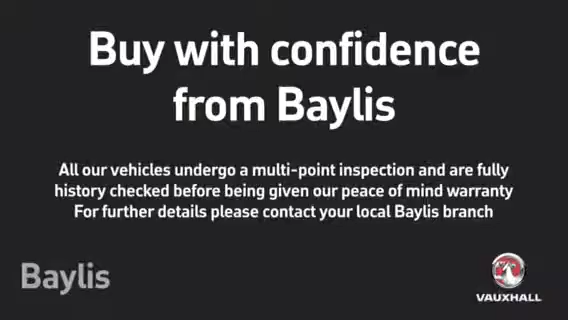 Buy with confidence
from Baylis
All our vehicles undergo a multi-point inspection and are fully
history checked before being given our peace of mind warranty
For further details please contact your local Baylis branch
Baylis
VAUXHALL